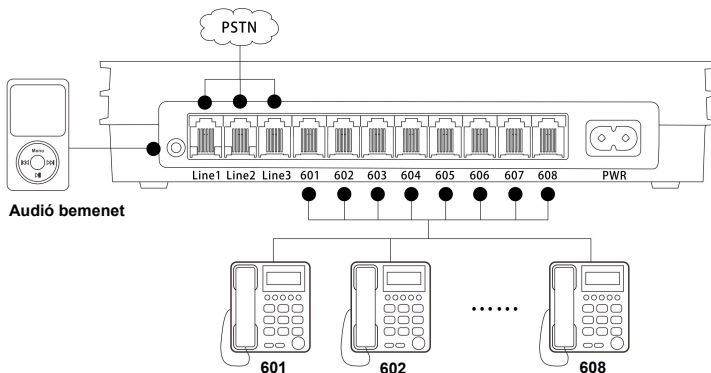 PSTN
Menu
Line1 Line2 Line3 601 602 603 604 605 606 607 608 PWR
Audió bemenet
601 602 ...... 608